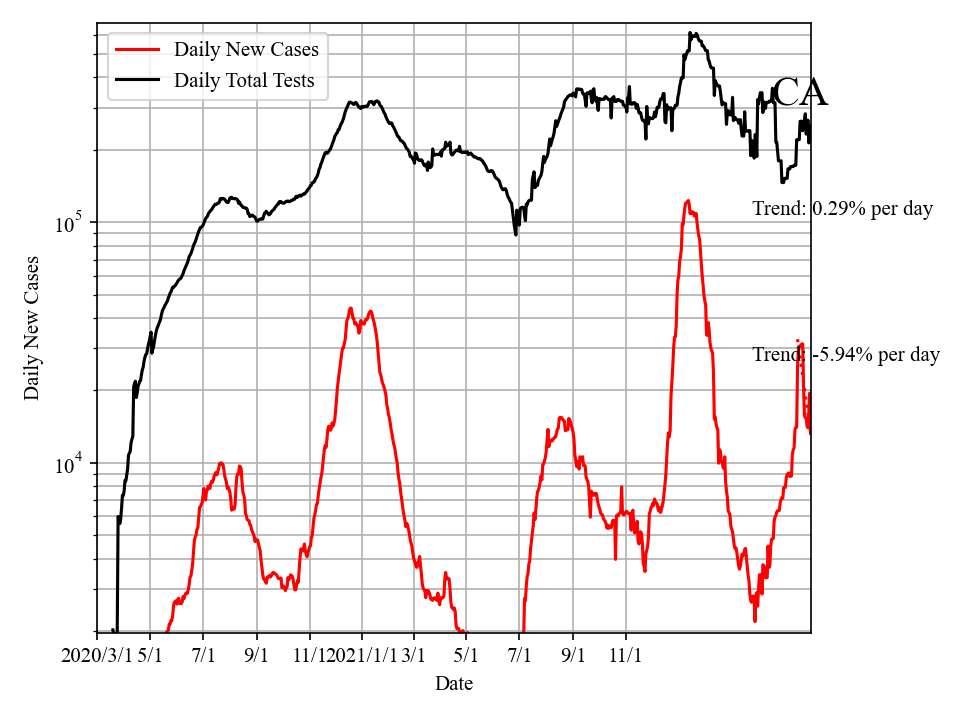 Daily New Cases
Daily Total Tests
CA
10^5
Trend: 0.29% per day
Trend: -5.94% per day
10^4
Daily New Cases
2020/3/1 5/1 7/1 9/1 11/1 2021/1/1 3/1 5/1 7/1 9/1 11/1
Date